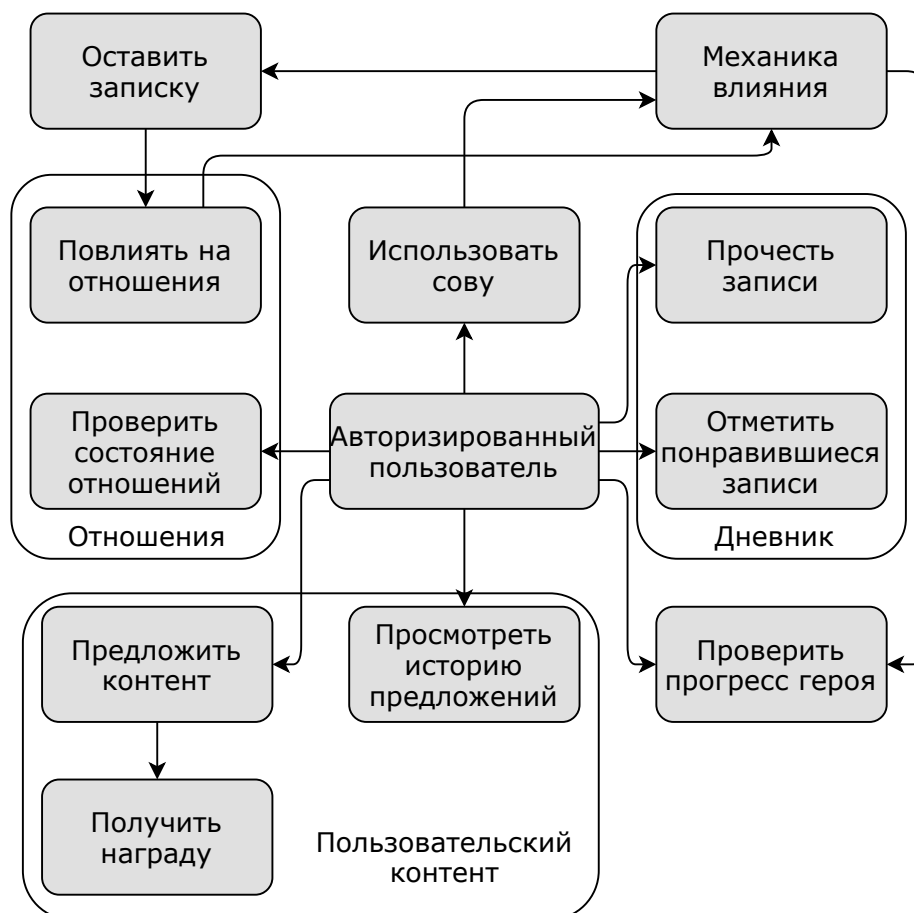 Оставить
записку
Механика
влияния
Повлиять на
отношения
Использовать
сову
Прочесть
записи
Проверить
состояние
отношений
Авторизированный
пользователь
Отметить
понравившиеся
записи
Отношения
Дневник
Предложить
контент
Просмотреть
историю
предложений
Проверить
прогресс героя
Получить
награду
Пользовательский
контент